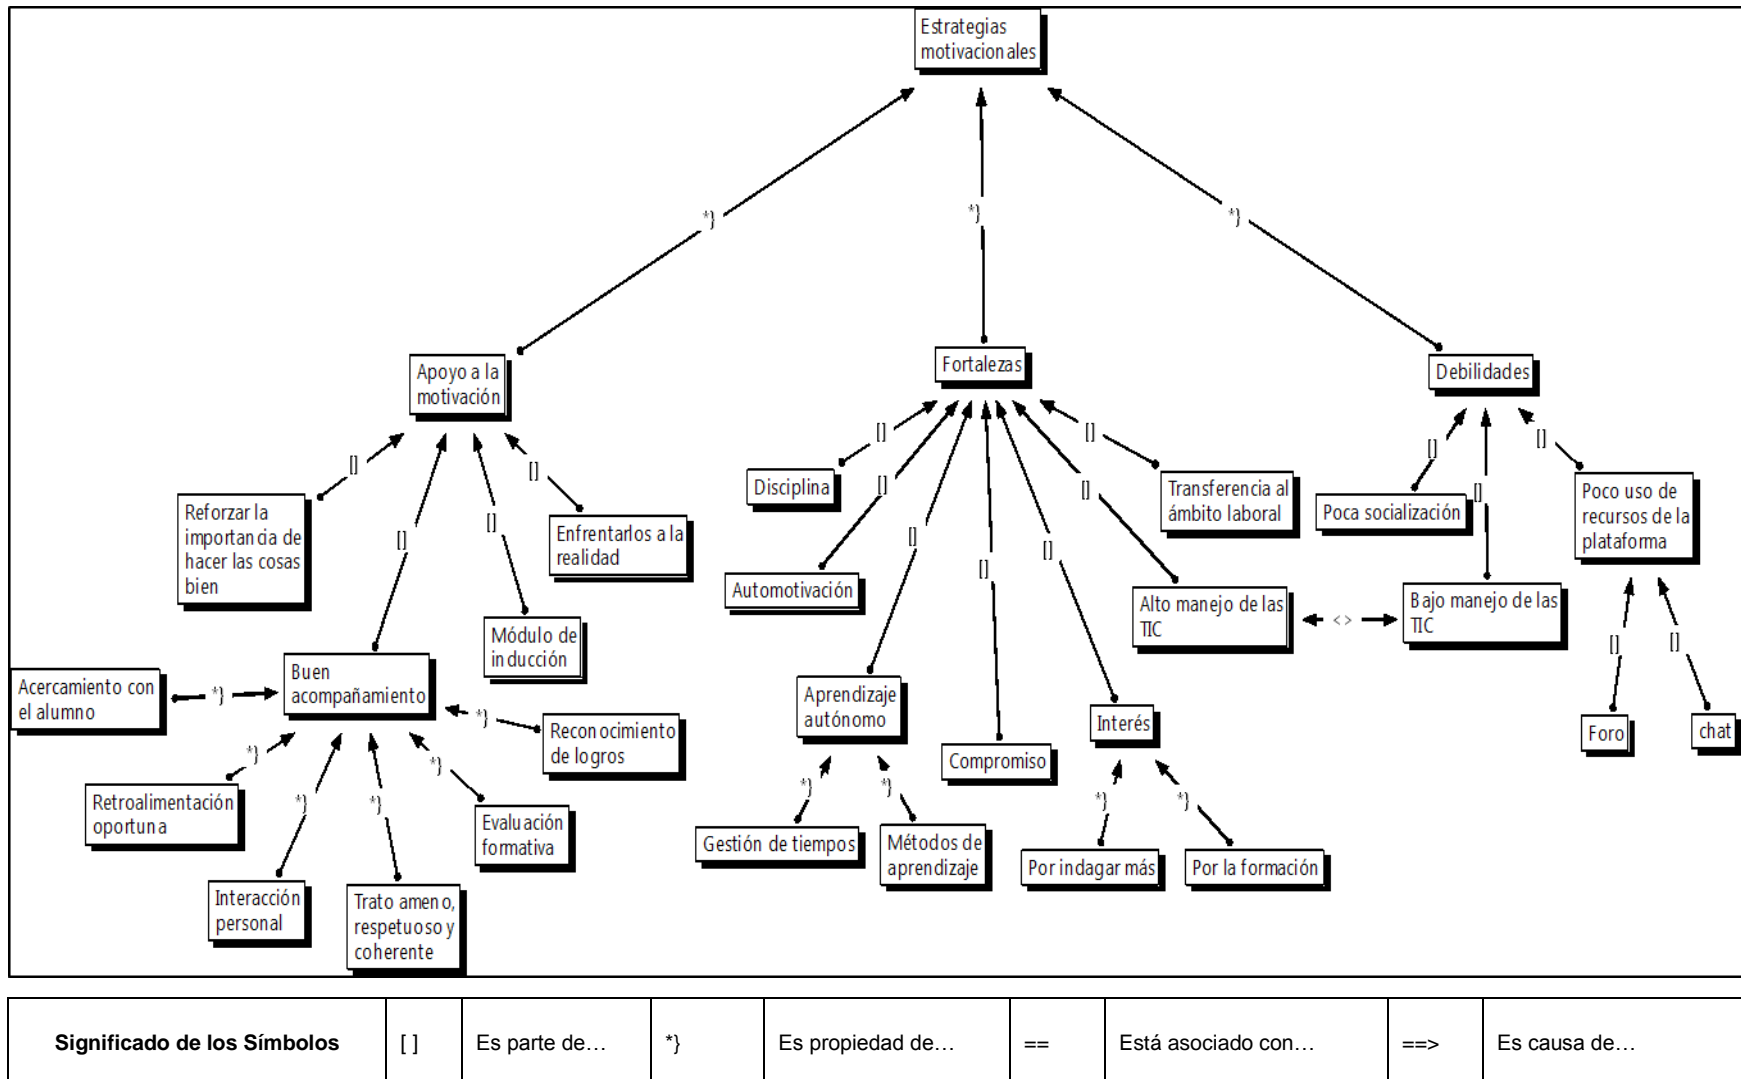 Estrategias
motivacionales
*}
*}
*}
Apoyo a la
motivación
Fortalezas
Debilidades
[]
[]
[]
[]
[]
[]
[]
[]
[]
[]
[]
[]
[]
[]
Reforzar la
importancia de
hacer las cosas
bien
Enfrentarlos a la
realidad
Disciplina
Transferencia al
ámbito laboral
Poca socialización
Poco uso de
recursos de la
plataforma
Automotivación
Alto manejo de las
TIC
<>
Bajo manejo de las
TIC
Módulo de
inducción
[]
[]
Buen
acompañamiento
Acercamiento con
el alumno
*}
*}
Reconocimiento
de logros
Aprendizaje
autónomo
Interés
Compromiso
Foro
chat
*}
*}
*}
*}
*}
*}
*}
*}
Retroalimentación
oportuna
Evaluación
formativa
Gestión de tiempos
Métodos de
aprendizaje
Por indagar más
Por la formación
Interacción
personal
Trato ameno,
respetuoso y
coherente
Significado de los Símbolos [ ] Es parte de… *} Es propiedad de… == Está asociado con… ==> Es causa de…